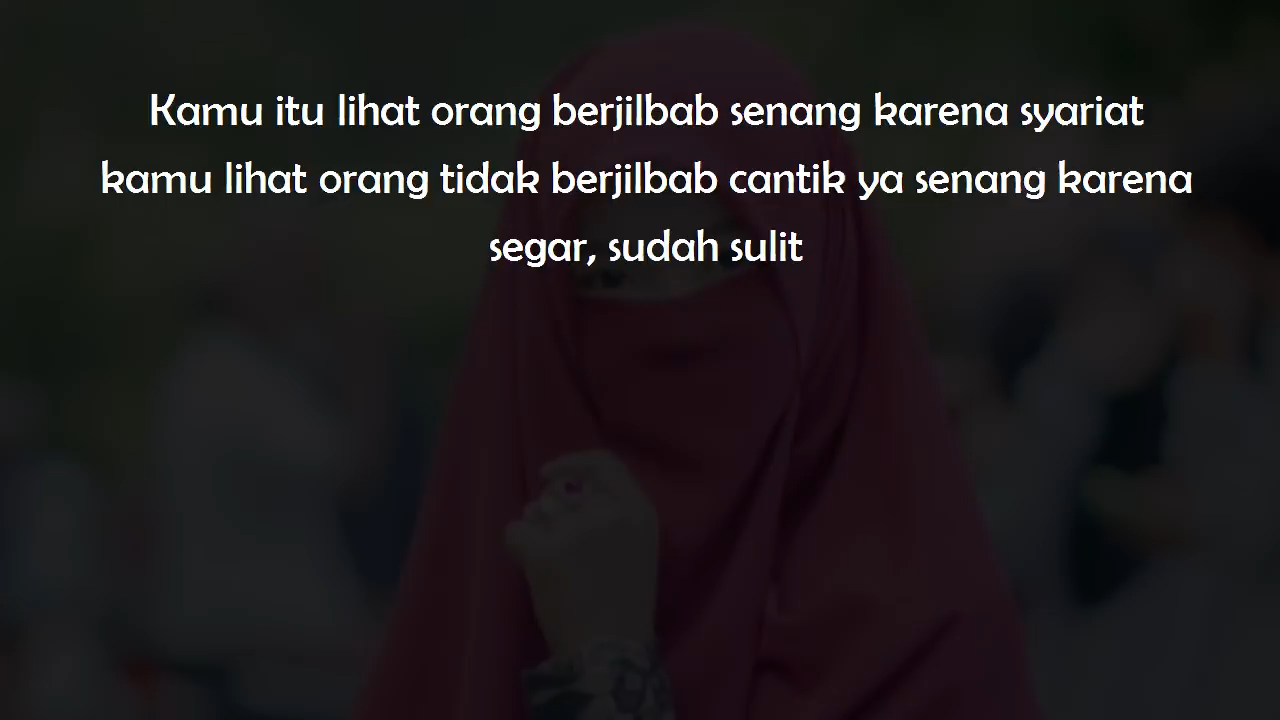 Kamu itu lihat orang berjilbab senang karena syariat
kamu lihat orang tidak berjilbab cantik ya senang karena
segar, sudah sulit